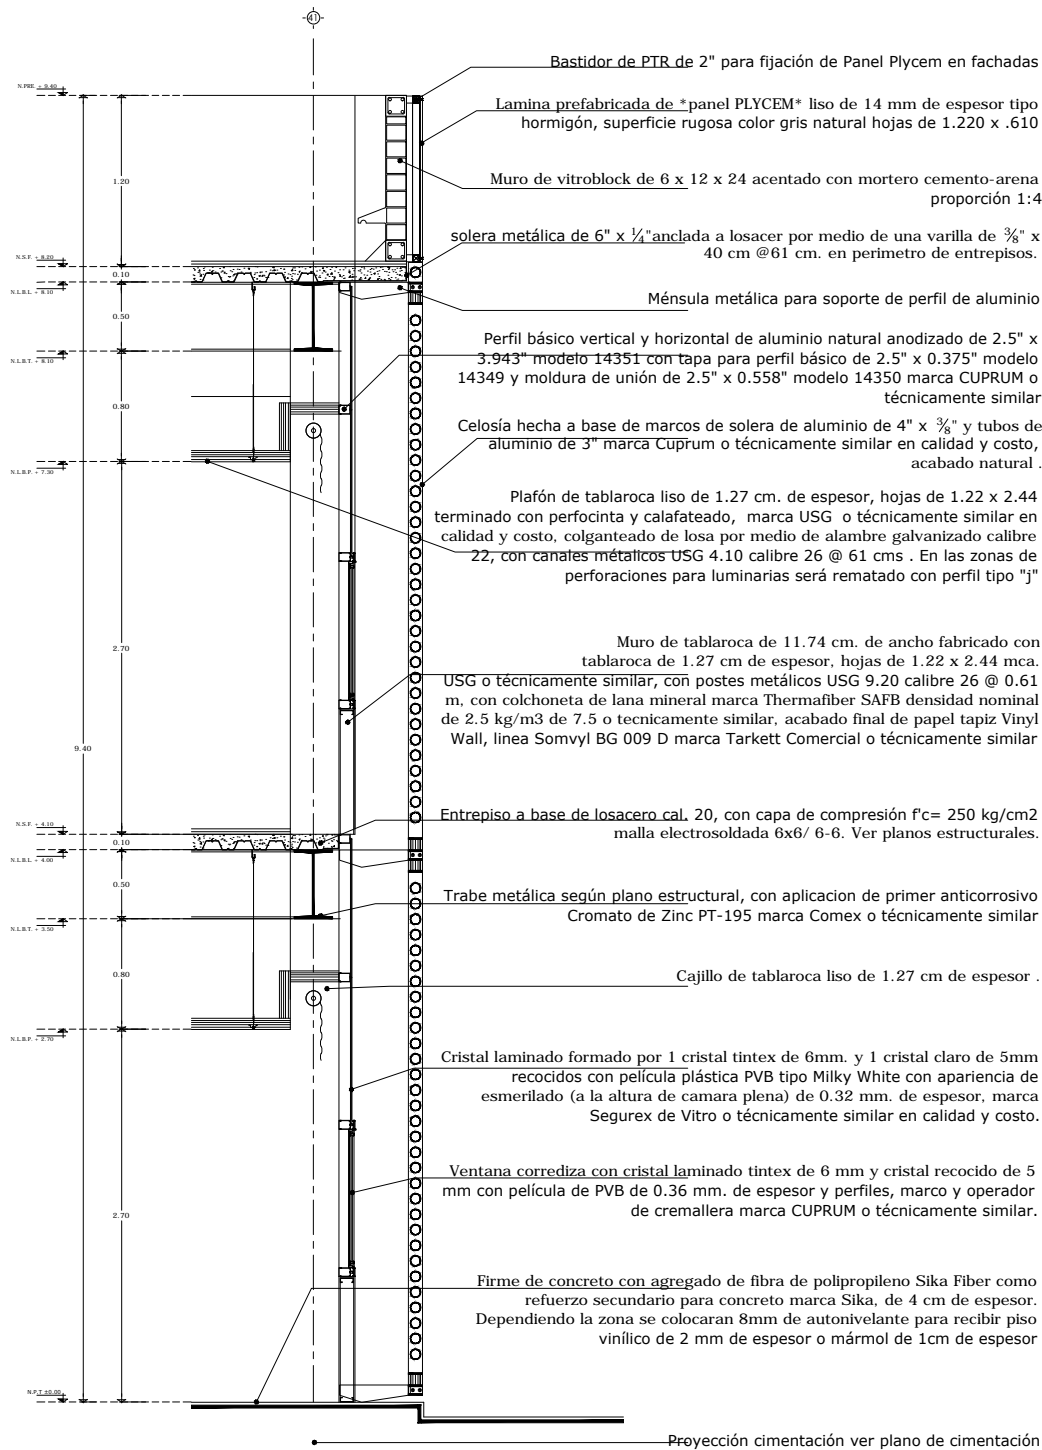 41
Bastidor de PTR de 2" para fijación de Panel Plycem en fachadas
N.PRE. + 9.40
Lamina prefabricada de *panel PLYCEM* liso de 14 mm de espesor tipo
hormigón, superficie rugosa color gris natural hojas de 1.220 x .610
1.20
Muro de vitroblock de 6 x 12 x 24 acentado con mortero cemento-arena
proporción 1:4
solera metálica de 6" x ¼"anclada a losacer por medio de una varilla de ⅜" x
40 cm @61 cm. en perimetro de entrepisos.
N.S.F. + 8.20
0.10
N.L.B.L. + 8.10
Ménsula metálica para soporte de perfil de aluminio
0.50
Perfil básico vertical y horizontal de aluminio natural anodizado de 2.5" x
3.943" modelo 14351 con tapa para perfil básico de 2.5" x 0.375" modelo
14349 y moldura de unión de 2.5" x 0.558" modelo 14350 marca CUPRUM o
técnicamente similar
N.L.B.T. + 8.10
0.80
Celosía hecha a base de marcos de solera de aluminio de 4" x ⅜" y tubos de
aluminio de 3" marca Cuprum o técnicamente similar en calidad y costo,
acabado natural .
N.L.B.P. + 7.30
Plafón de tablaroca liso de 1.27 cm. de espesor, hojas de 1.22 x 2.44
terminado con perfocinta y calafateado, marca USG o técnicamente similar en
calidad y costo, colganteado de losa por medio de alambre galvanizado calibre
22, con canales métalicos USG 4.10 calibre 26 @ 61 cms . En las zonas de
perforaciones para luminarias será rematado con perfil tipo "j"
2.70
Muro de tablaroca de 11.74 cm. de ancho fabricado con
tablaroca de 1.27 cm de espesor, hojas de 1.22 x 2.44 mca.
USG o técnicamente similar, con postes metálicos USG 9.20 calibre 26 @ 0.61
m, con colchoneta de lana mineral marca Thermafiber SAFB densidad nominal
de 2.5 kg/m3 de 7.5 o tecnicamente similar, acabado final de papel tapiz Vinyl
Wall, linea Somvyl BG 009 D marca Tarkett Comercial o técnicamente similar
9.40
Entrepiso a base de losacero cal. 20, con capa de compresión f'c= 250 kg/cm2
malla electrosoldada 6x6/ 6-6. Ver planos estructurales.
N.S.F. + 4.10
0.10
N.L.B.L. + 4.00
0.50
Trabe metálica según plano estructural, con aplicacion de primer anticorrosivo
Cromato de Zinc PT-195 marca Comex o técnicamente similar
N.L.B.T. + 3.50
0.80
Cajillo de tablaroca liso de 1.27 cm de espesor .
N.L.B.P. + 2.70
Cristal laminado formado por 1 cristal tintex de 6mm. y 1 cristal claro de 5mm
recocidos con película plástica PVB tipo Milky White con apariencia de
esmerilado (a la altura de camara plena) de 0.32 mm. de espesor, marca
Segurex de Vitro o técnicamente similar en calidad y costo.
Ventana corrediza con cristal laminado tintex de 6 mm y cristal recocido de 5
mm con película de PVB de 0.36 mm. de espesor y perfiles, marco y operador
de cremallera marca CUPRUM o técnicamente similar.
2.70
Firme de concreto con agregado de fibra de polipropileno Sika Fiber como
refuerzo secundario para concreto marca Sika, de 4 cm de espesor.
Dependiendo la zona se colocaran 8mm de autonivelante para recibir piso
vinílico de 2 mm de espesor o mármol de 1cm de espesor
N.P.T ±0.00
Proyección cimentación ver plano de cimentación